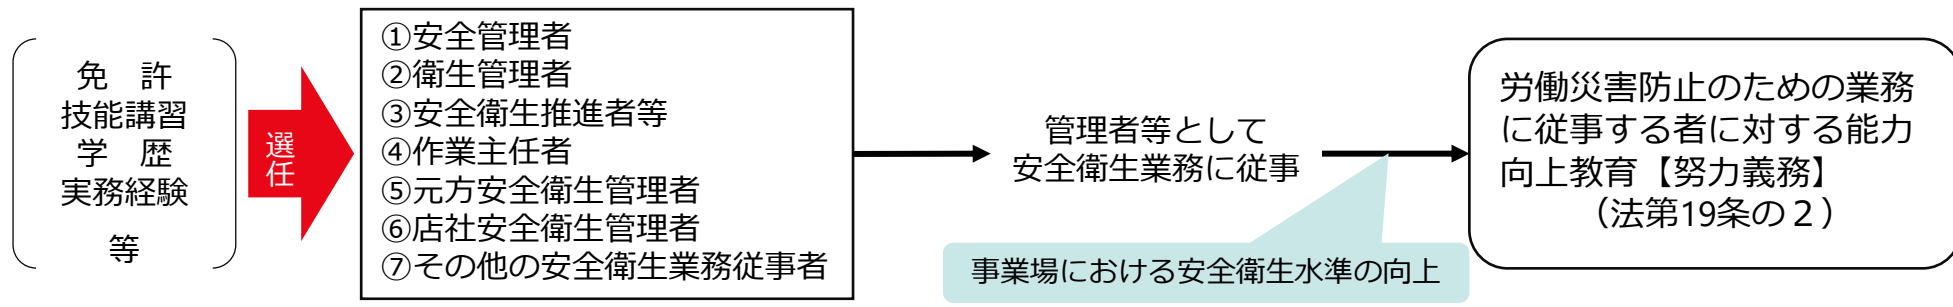 免　許
技能講習
学　歴
実務経験
等
選任
①安全管理者
②衛生管理者
③安全衛生推進者等
④作業主任者
⑤元方安全衛生管理者
⑥店社安全衛生管理者
⑦その他の安全衛生業務従事者
管理者等として
安全衛生業務に従事
事業場における安全衛生水準の向上
労働災害防止のための業務
に従事する者に対する能力
向上教育【努力義務】
（法第19条の２）